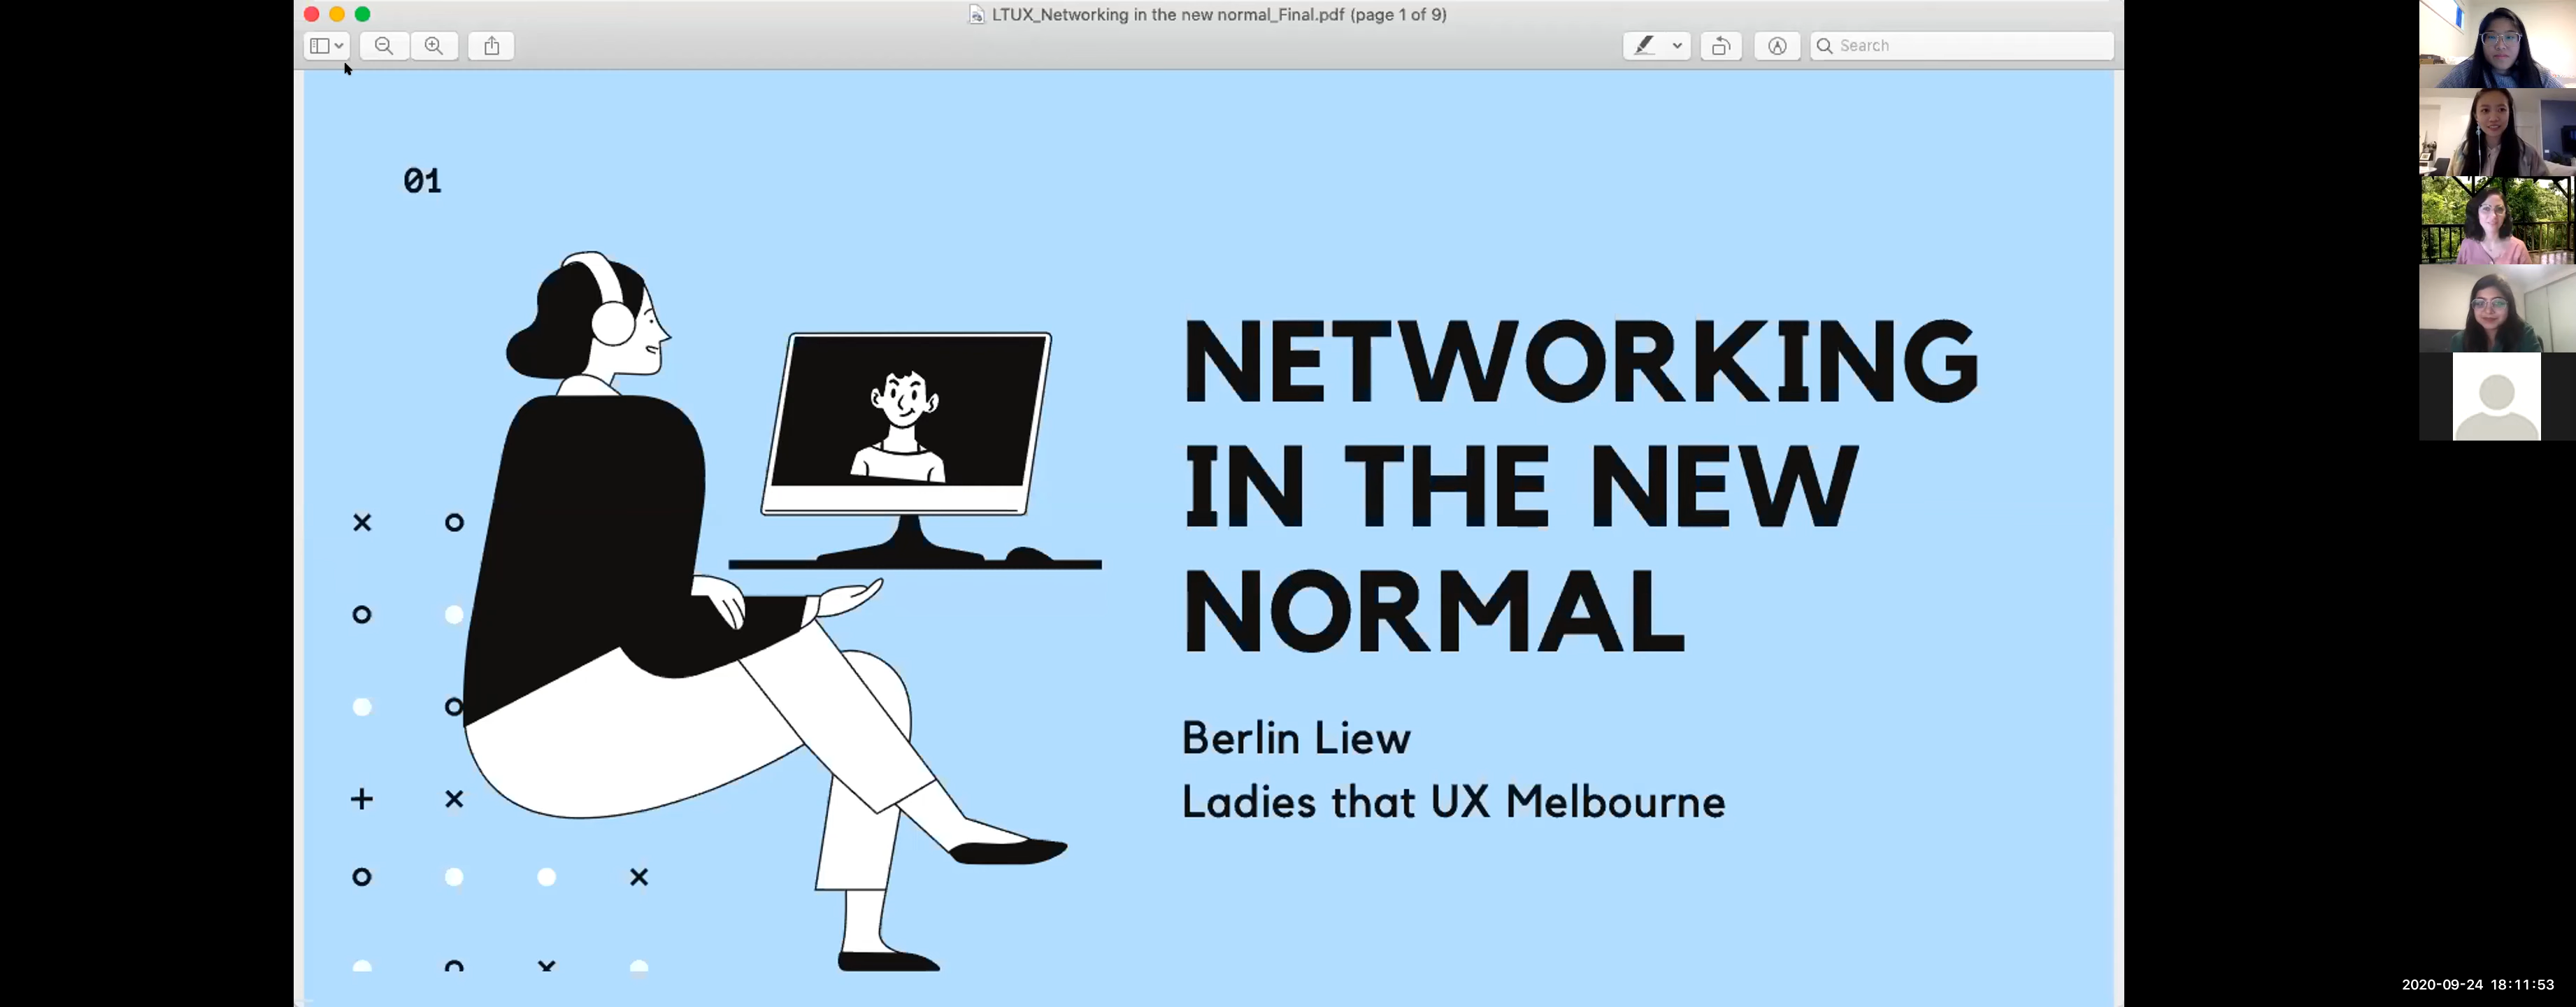 LTUX_Networking in the new normal_Final.pdf (page 1 of 9)
Search
01
NETWORKING
IN THE NEW
NORMAL
Berlin Liew
Ladies that UX Melbourne
2020-09-24 18:11:53